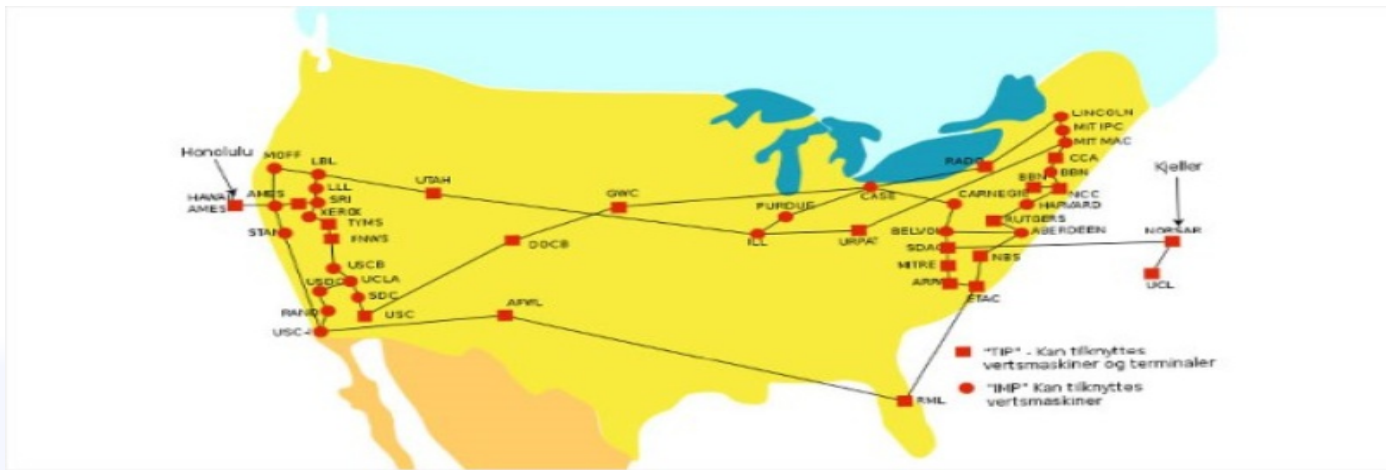 Honolulu
MOFF
LBL
HAWAII
AMES
AMES
LLL
SRI
XEROX
TYMS
STAN
FNWS
USCB
UCLA
SDC
RAND
USC
USC-I
UTAH
GWC
DOCB
AFWL
PURDUE
ILL
CASE
URPAT
RADC
LINCOLN
MIT IPC
MIT MAC
CCA
BBN
BBN
NCC
HARVARD
CARNEGIE
RUTGERS
ABERDEEN
BELVOI
SDAC
NBS
MITRE
ARPA
ETAC
RML
Kjeller
NORSAR
UCL
"TIP" - Kan tilknyttes
vertsmaskiner og terminaler
"IMP" Kan tilknyttes
vertsmaskiner